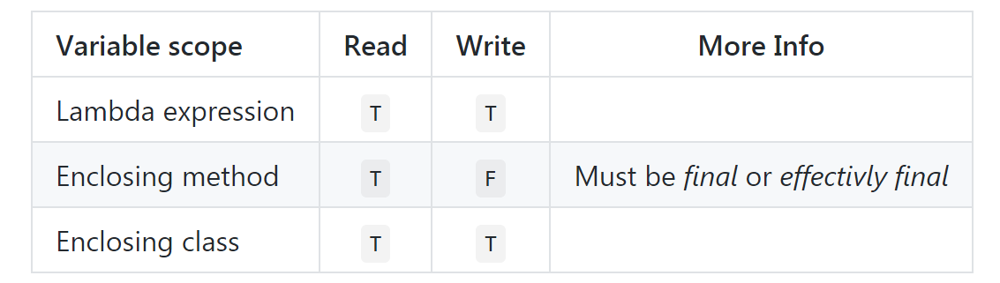 Variable scope Read Write More Info
Lambda expression T T
Enclosing method T F Must be final or effectivly final
Enclosing class T T